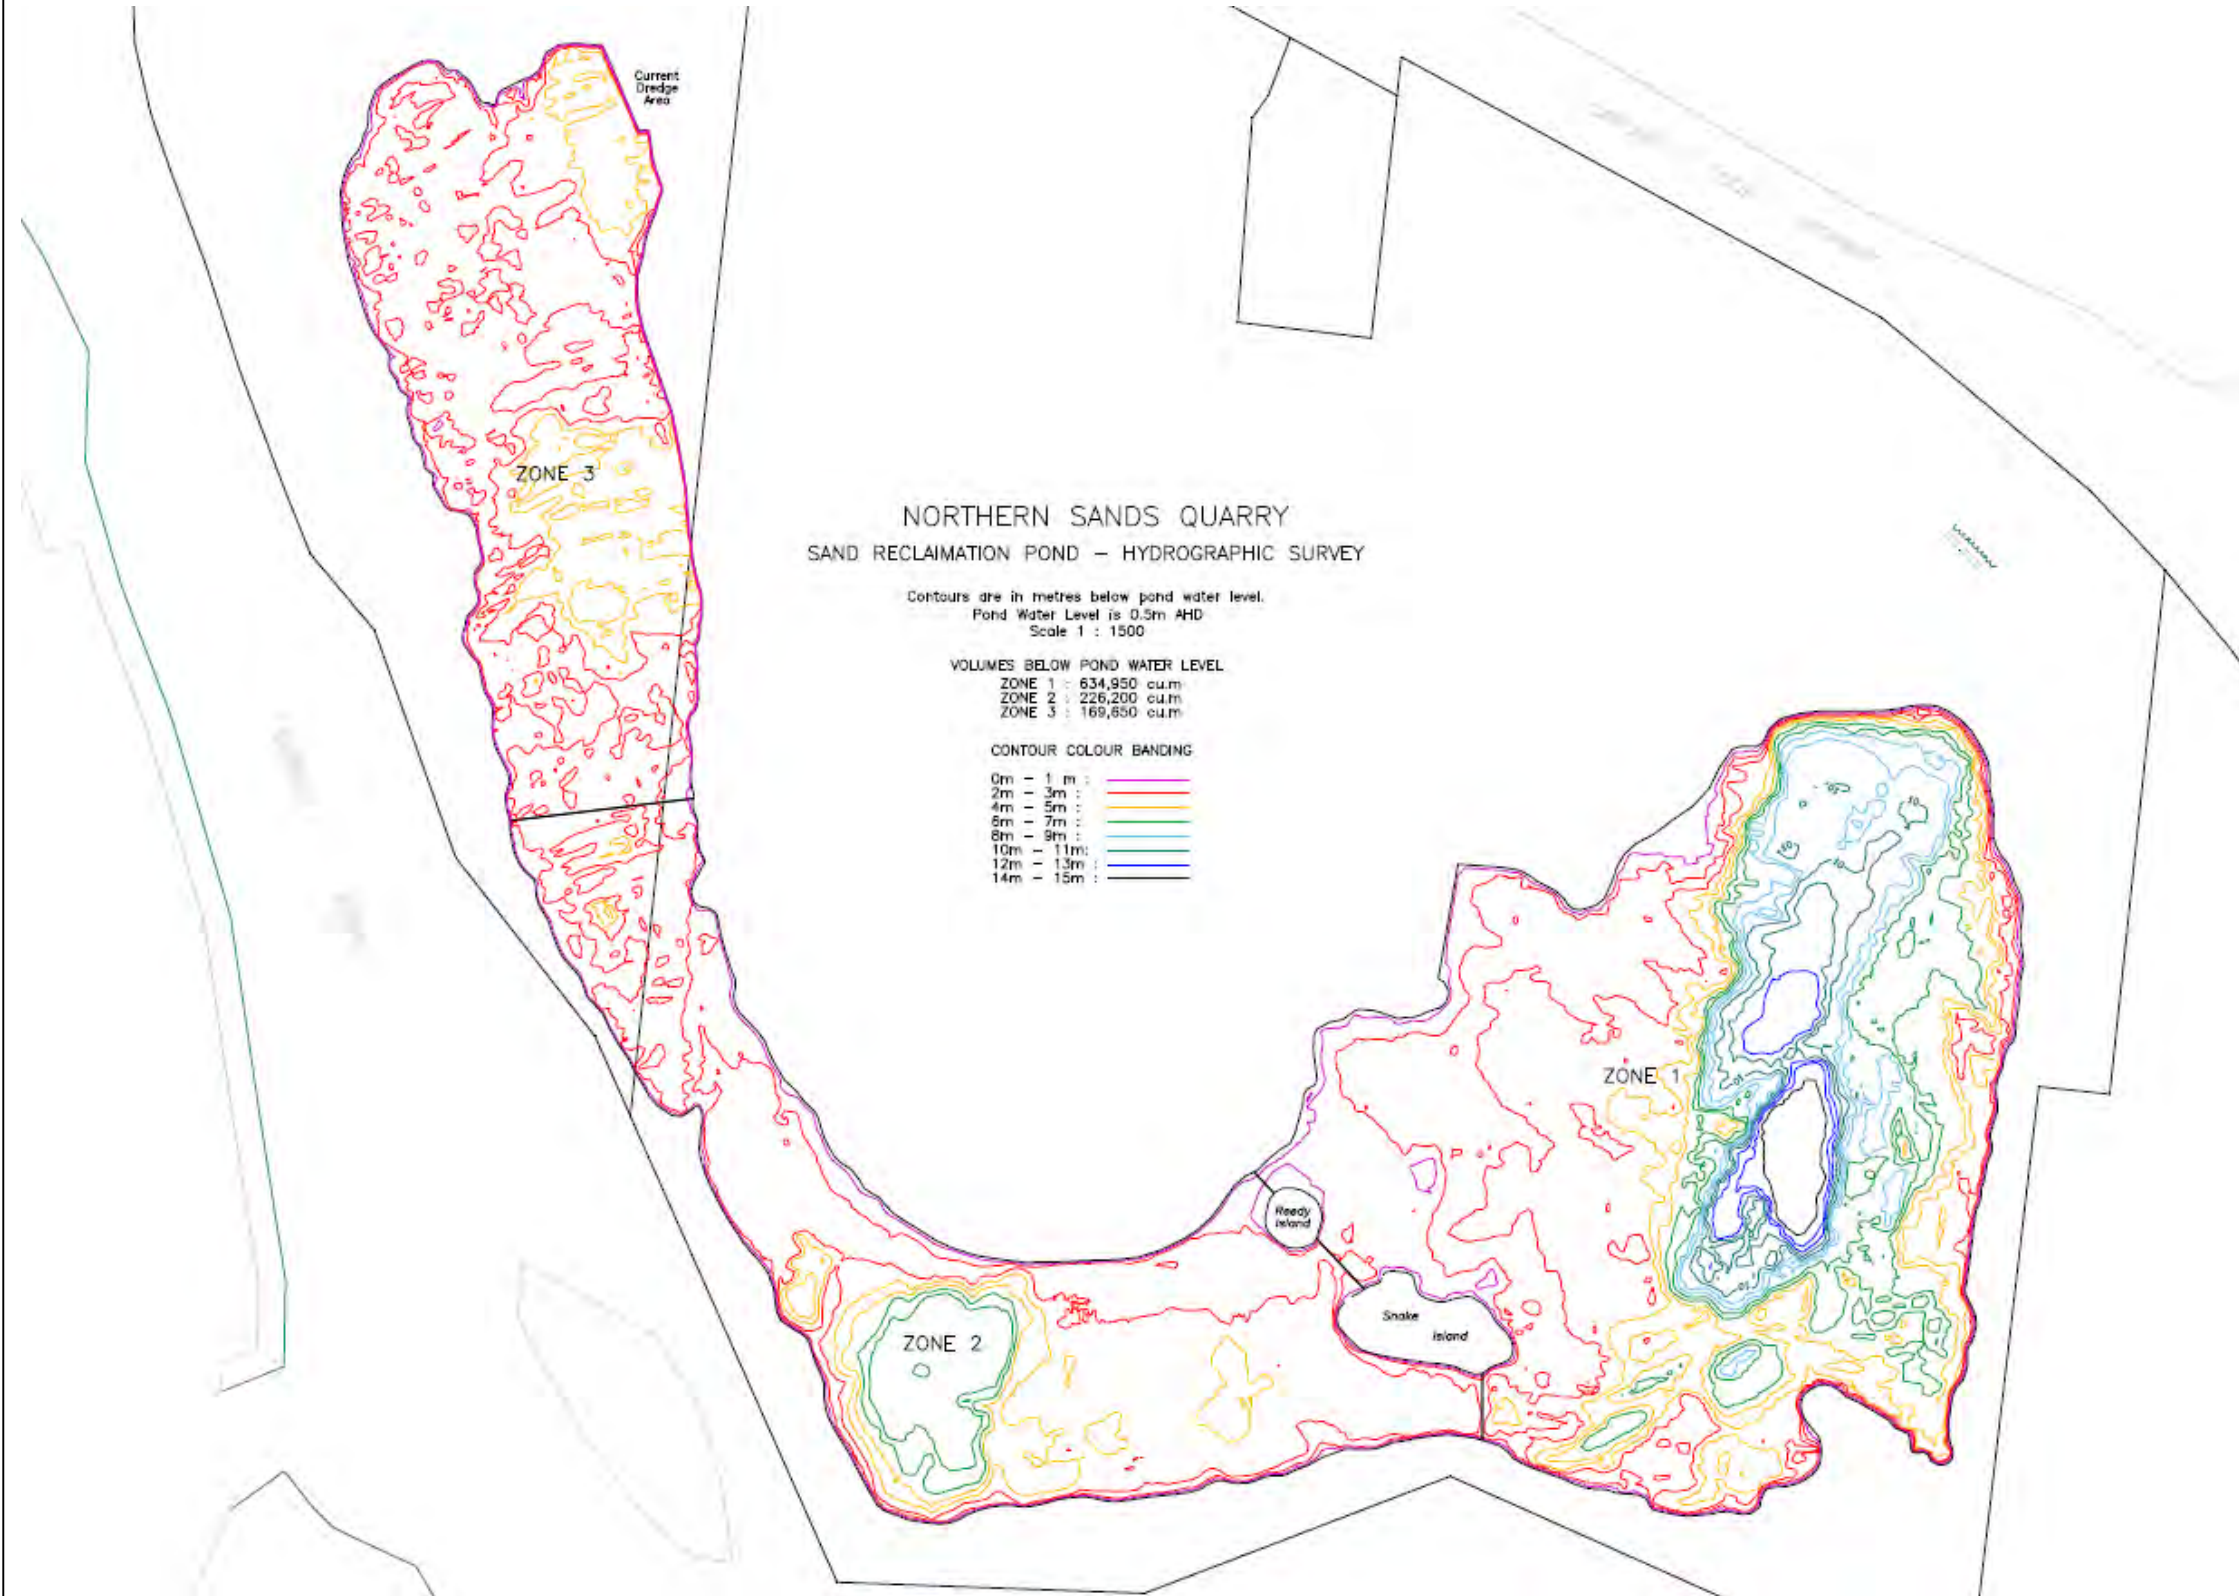 Current
Dredge
Area
ZONE 3
NORTHERN SANDS QUARRY
SAND RECLAIMATION POND – HYDROGRAPHIC SURVEY
Contours are in metres below pond water level.
Pond Water Level is 0.5m AHD
Scale 1 : 1500
VOLUMES BELOW POND WATER LEVEL
ZONE 1 : 634,950 cu.m
ZONE 2 : 226,200 cu.m
ZONE 3 : 169,650 cu.m
CONTOUR COLOUR BANDING
0m – 1 m :
2m – 3m :
4m – 5m :
6m – 7m :
8m – 9m :
10m – 11m:
12m – 13m :
14m – 15m :
ZONE 1
Reedy
Island
Snake
Island
ZONE 2